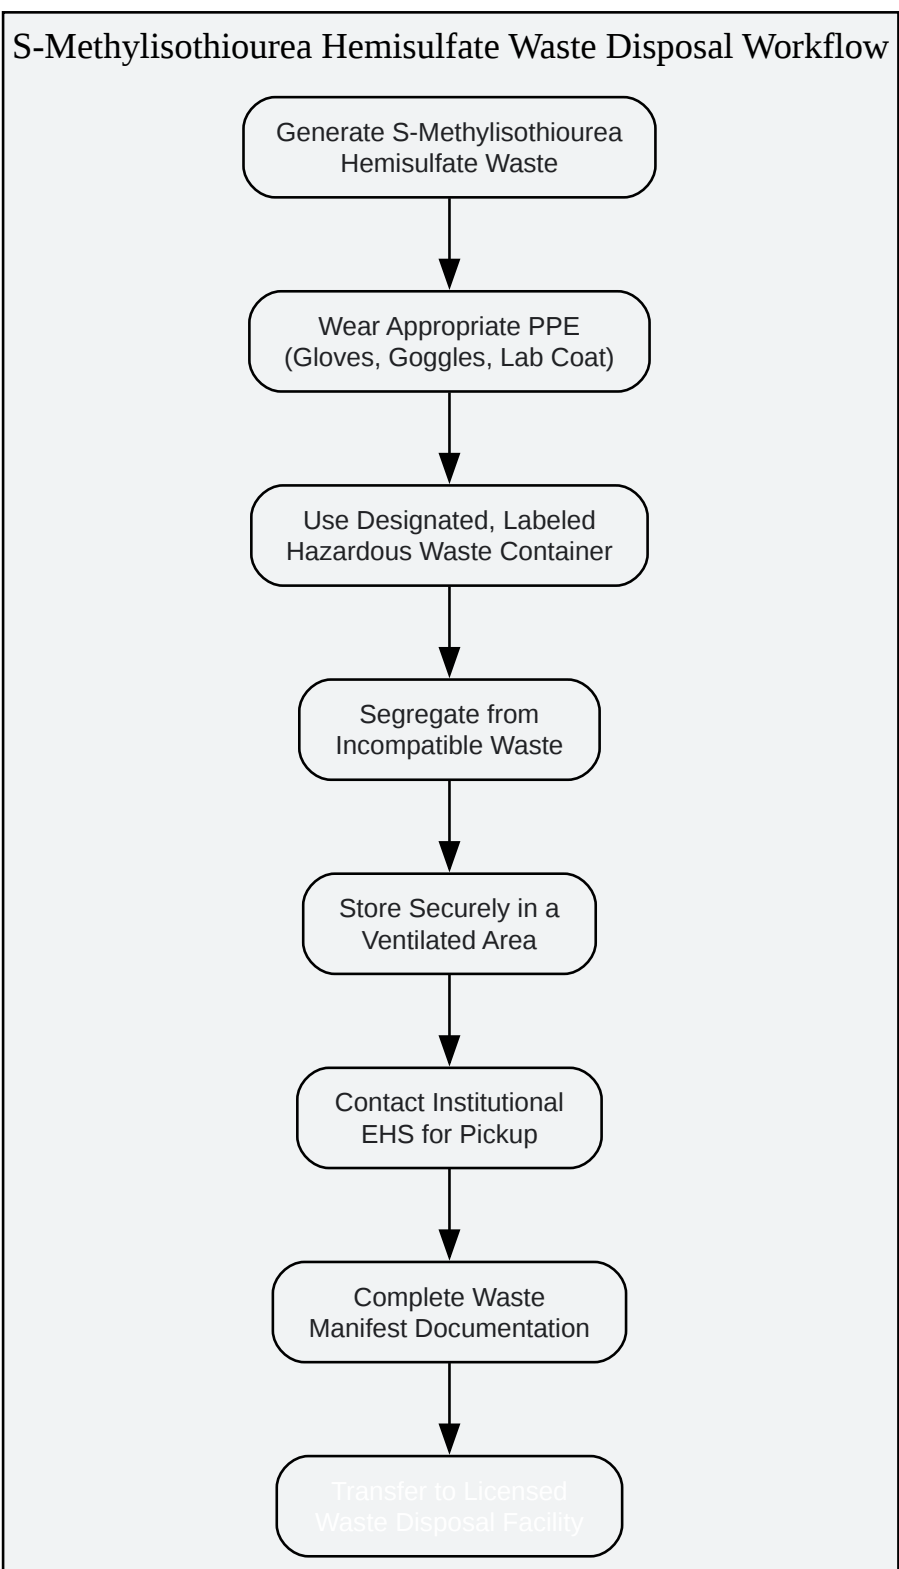 S-Methylisothiourea Hemisulfate Waste Disposal Workflow
Generate S-Methylisothiourea
Hemisulfate Waste
Wear Appropriate PPE
(Gloves, Goggles, Lab Coat)
Use Designated, Labeled
Hazardous Waste Container
Segregate from
Incompatible Waste
Store Securely in a
Ventilated Area
Contact Institutional
EHS for Pickup
Complete Waste
Manifest Documentation
Transfer to Licensed
Waste Disposal Facility